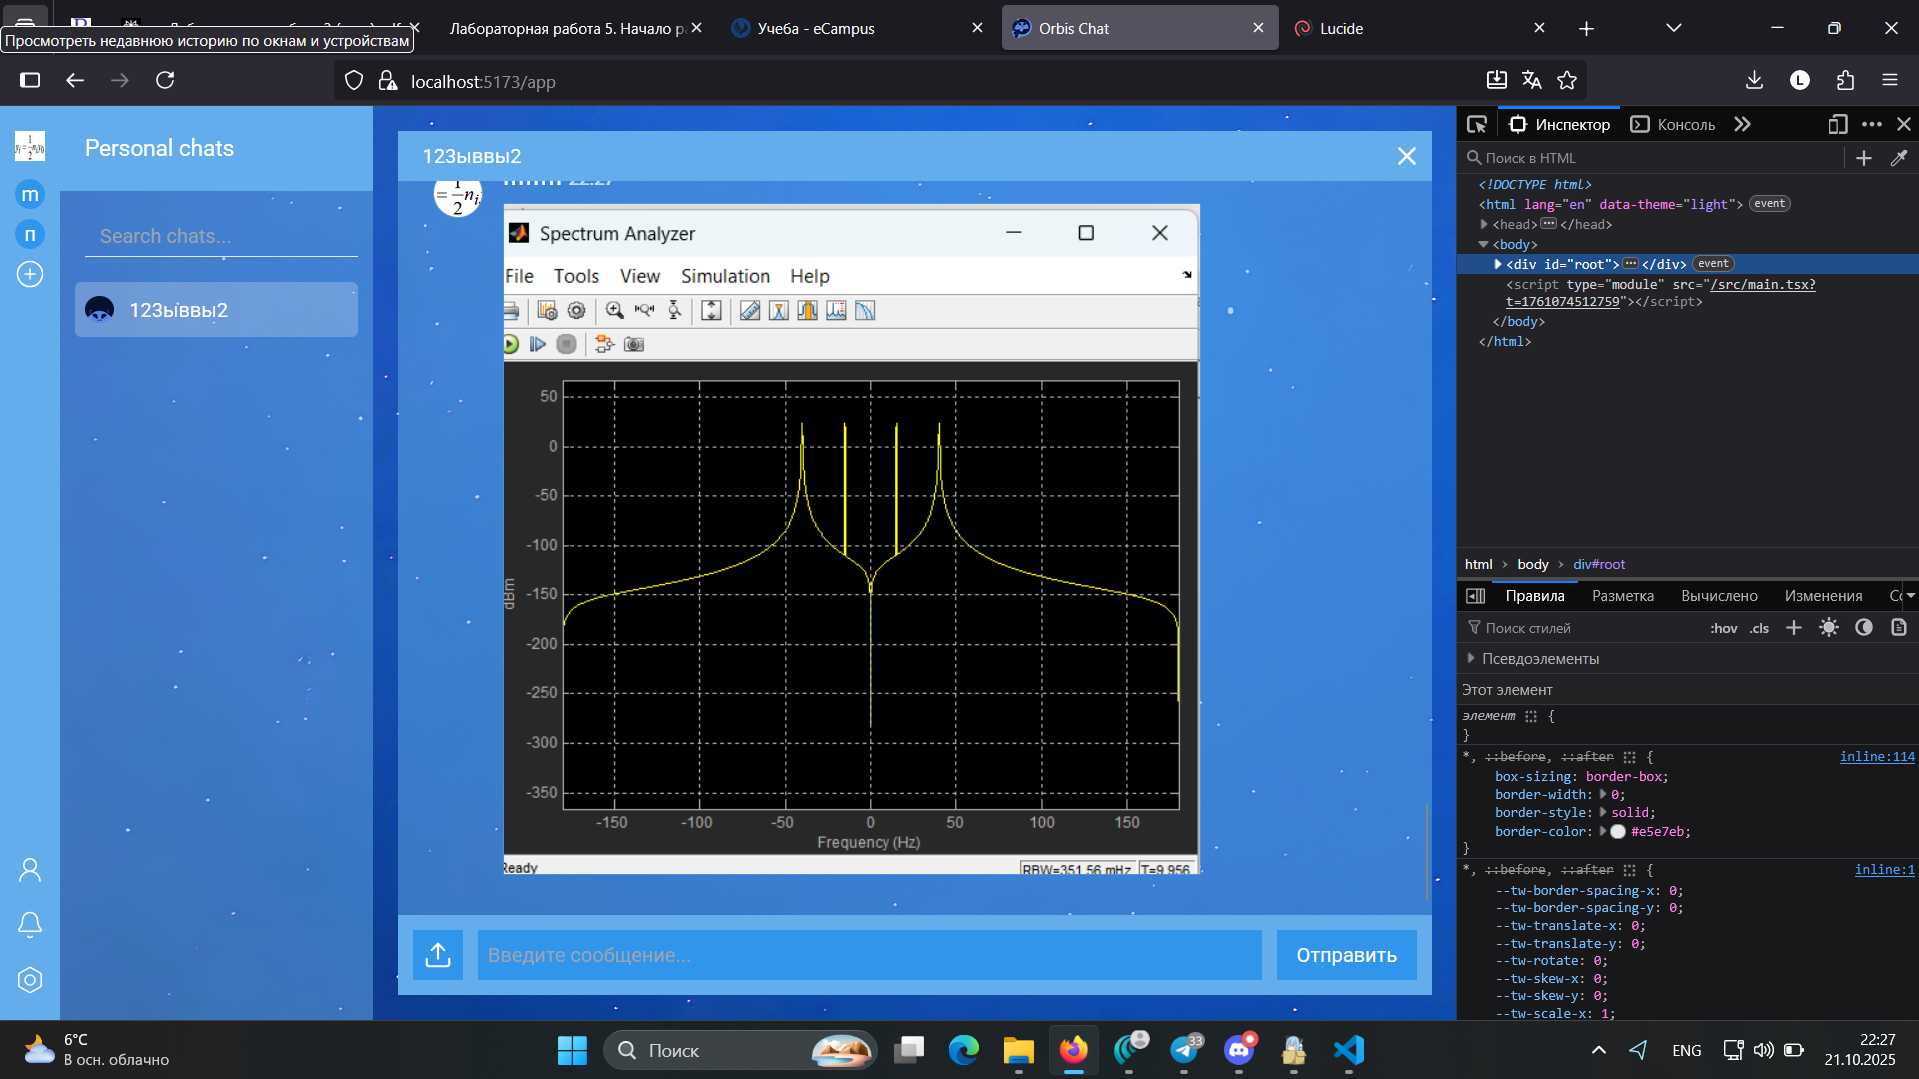 Просмотреть недавнюю историю по окнам и устройствам
Лабораторная работа 5. Начало р
Учеба - eCampus
Orbis Chat
Lucide
localhost:5173/app
Personal chats
m
п
Search chats...
123ыввы2
123ыввы2
22:27
Spectrum Analyzer
File Tools View Simulation Help
50
0
-50
-100
-150
-200
-250
-300
-350
dBm
-150 -100 -50 0 50 100 150
Frequency (Hz)
Ready
RBW=351.56 mHz T=9.956
Введите сообщение...
Отправить
Инспектор
Консоль
Поиск в HTML
<!DOCTYPE html>
<html lang="en" data-theme="light"> event
<head> ··· </head>
<body>
<div id="root"> ··· </div> event
<script type="module" src="/src/main.tsx?
t=1761074512759"></script>
</body>
</html>
html › body › div#root
Правила Разметка Вычислено Изменения
Поиск стилей
:hov .cls
Псевдоэлементы
Этот элемент
элемент {
}
*, ::before, ::after { inline:114
box-sizing: border-box;
border-width: 0;
border-style: solid;
border-color: #e5e7eb;
}
*, ::before, ::after { inline:1
--tw-border-spacing-x: 0;
--tw-border-spacing-y: 0;
--tw-translate-x: 0;
--tw-translate-y: 0;
--tw-rotate: 0;
--tw-skew-x: 0;
--tw-skew-y: 0;
--tw-scale-x: 1;
6°C
В осн. облачно
Поиск
33
ENG
22:27
21.10.2025